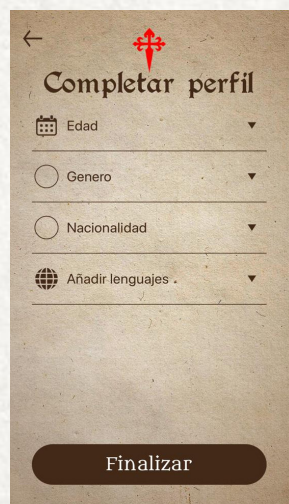 Completar perfil
Edad
Genero
Nacionalidad
Añadir lenguajes .
Finalizar